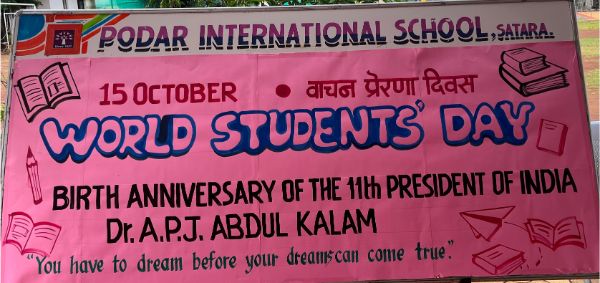 PODAR INTERNATIONAL SCHOOL, SATARA.
15 OCTOBER • वाचन प्रेरणा दिवस
WORLD STUDENTS' DAY
BIRTH ANNIVERSARY OF THE 11th PRESIDENT OF INDIA
Dr. A.P.J. ABDUL KALAM
"You have to dream before your dreams can come true."